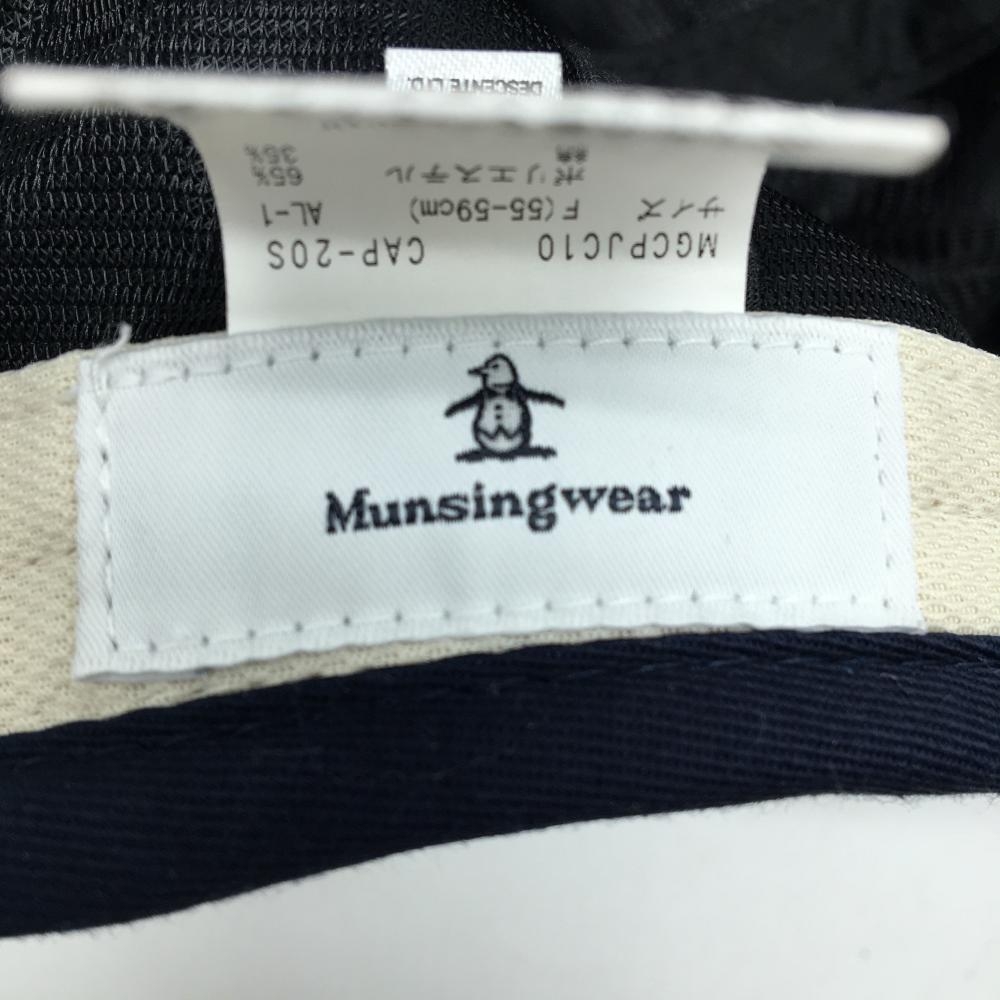 DESCENTE LTD.
MGCPJC10 CAP-20S
サイズ F(55-59cm) AL-1
ポリエステル 65%
綿 35%
Munsingwear